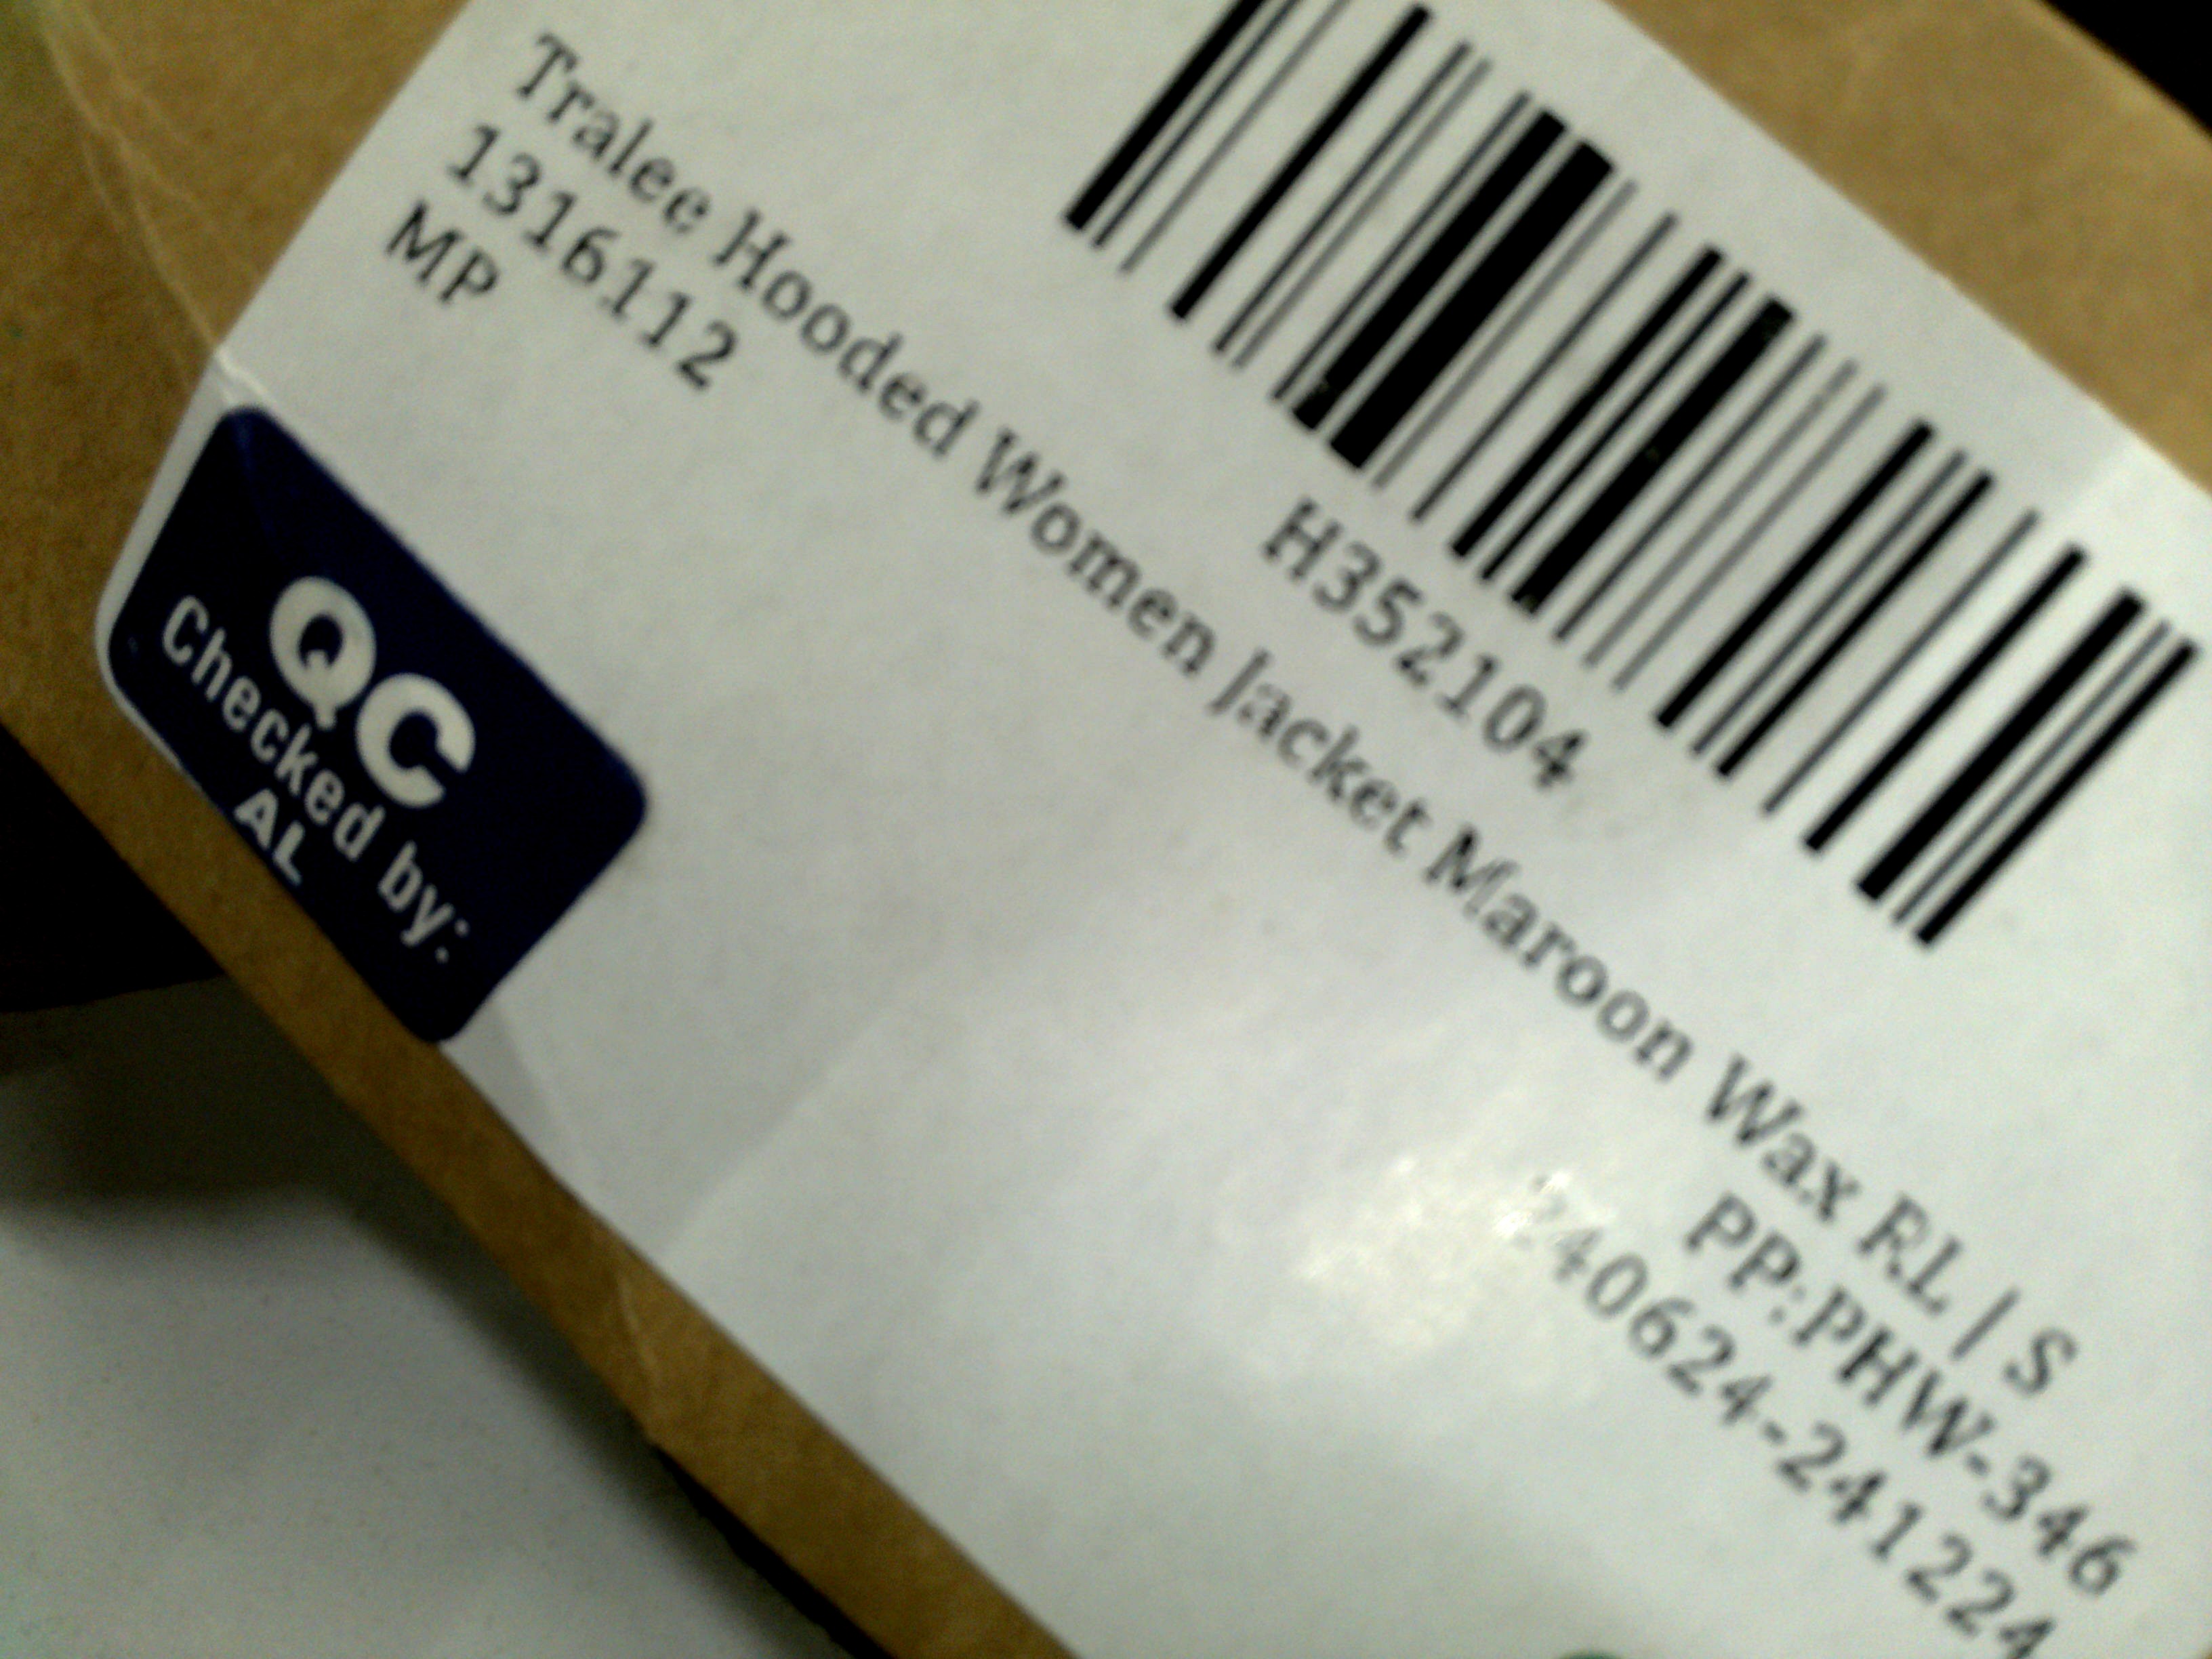 H352104
Tralee Hooded Women Jacket Maroon Wax RL | S
1316112
PP:PHW-346
MP
240624-241224
QC
Checked by:
AL